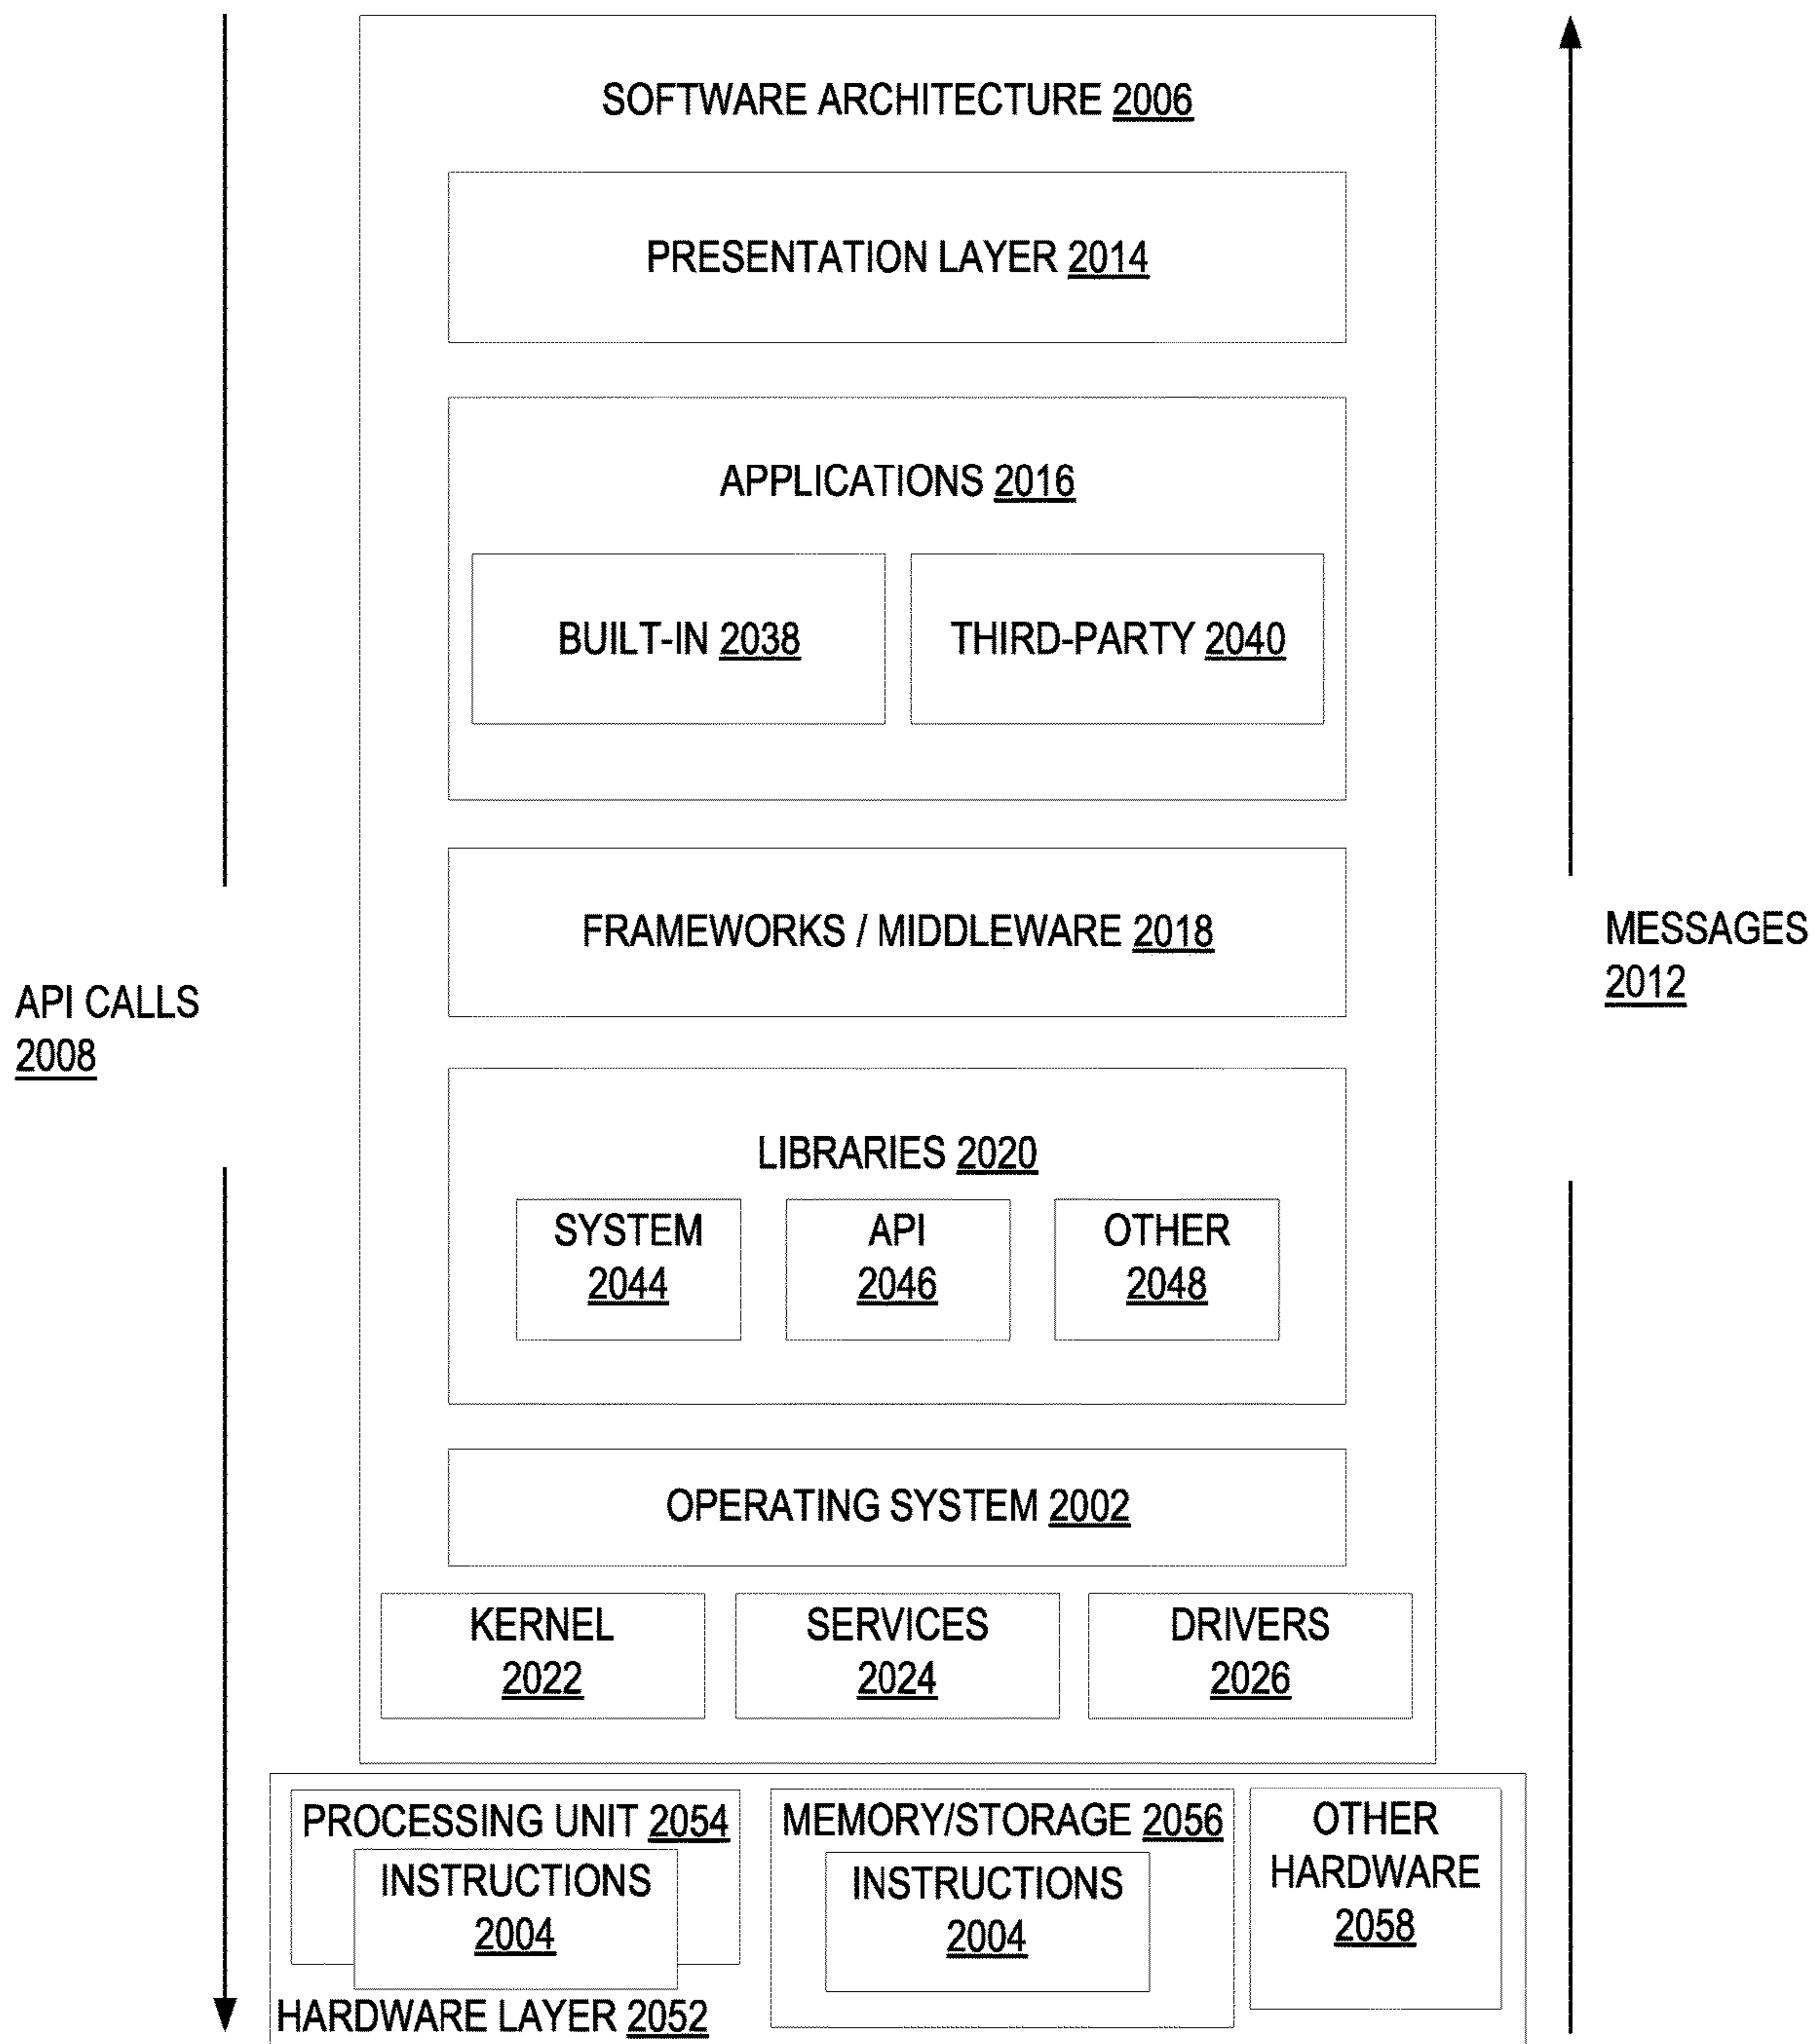 SOFTWARE ARCHITECTURE 2006
PRESENTATION LAYER 2014
APPLICATIONS 2016
BUILT-IN 2038
THIRD-PARTY 2040
FRAMEWORKS / MIDDLEWARE 2018
API CALLS
2008
MESSAGES
2012
LIBRARIES 2020
SYSTEM
2044
API
2046
OTHER
2048
OPERATING SYSTEM 2002
KERNEL
2022
SERVICES
2024
DRIVERS
2026
PROCESSING UNIT 2054
INSTRUCTIONS
2004
MEMORY/STORAGE 2056
INSTRUCTIONS
2004
OTHER
HARDWARE
2058
HARDWARE LAYER 2052